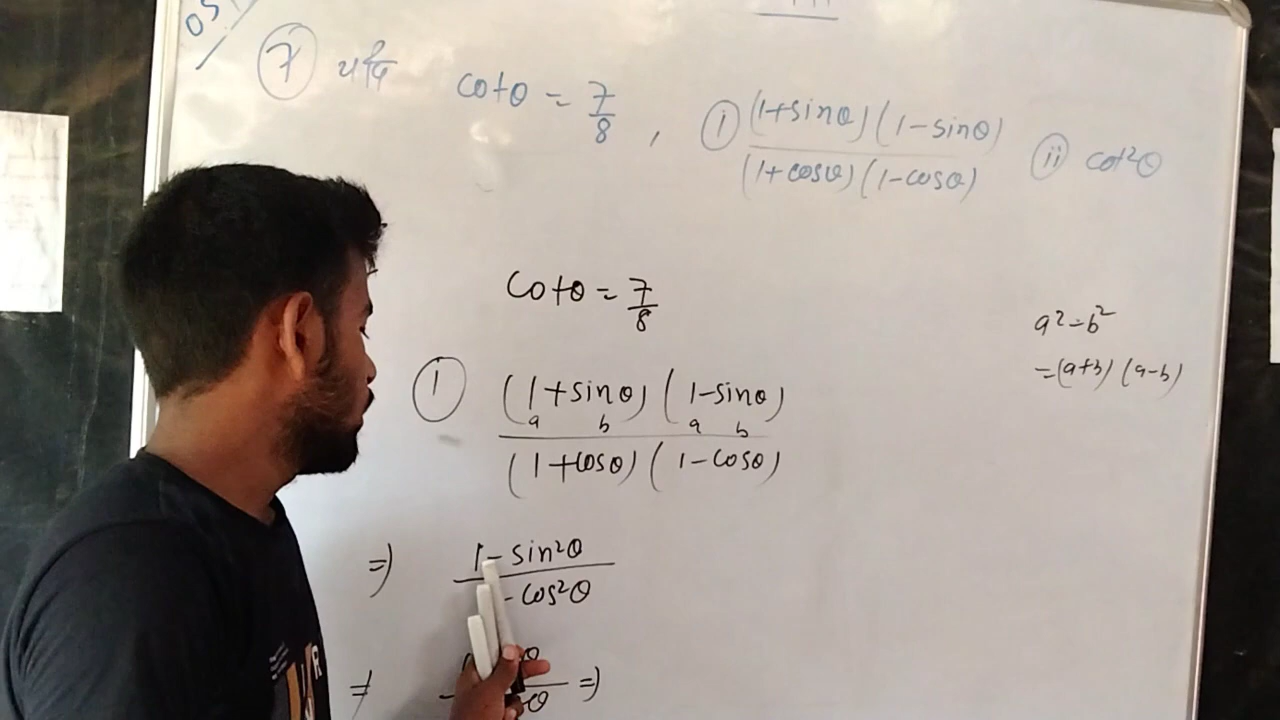 7 यदि cotθ = 7/8 , i (1+sinθ)(1-sinθ)/(1+cosθ)(1-cosθ) ii cot²θ
cotθ = 7/8
a²-b²
=(a+b)(a-b)
1 (1+sinθ)(1-sinθ)
a b a b
(1+cosθ)(1-cosθ)
=) 1-sin²θ
-cos²θ